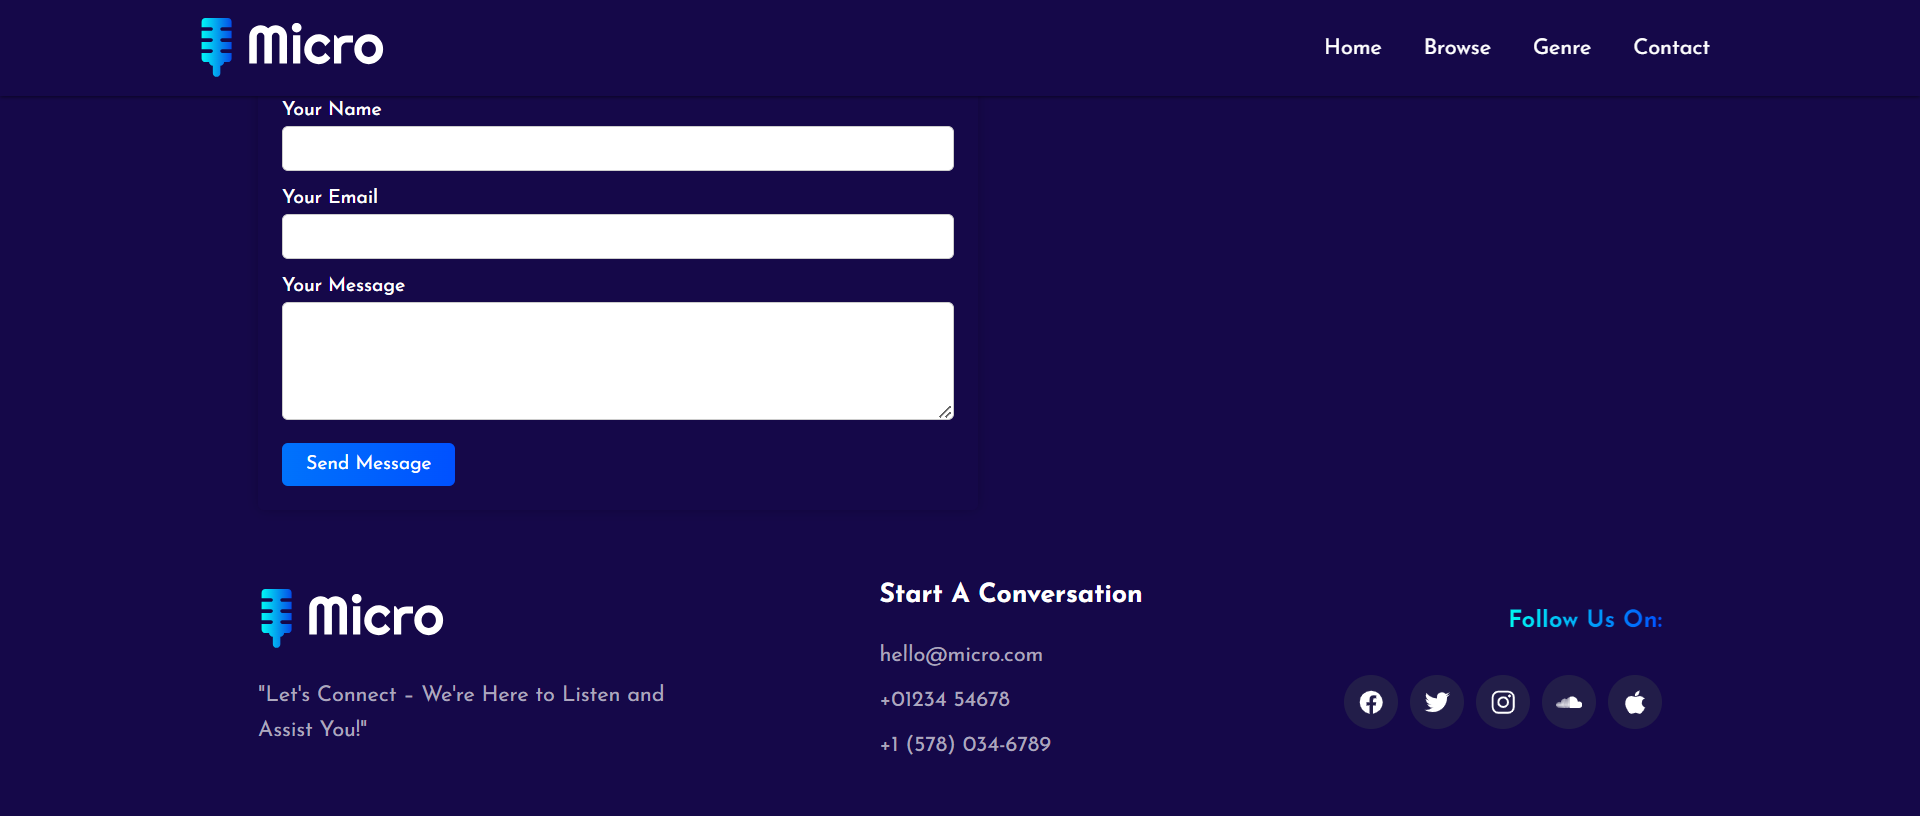 Micro
Home Browse Genre Contact
Your Name
Your Email
Your Message
Send Message
Micro
"Let's Connect – We're Here to Listen and
Assist You!"
Start A Conversation
hello@micro.com
+01234 54678
+1 (578) 034-6789
Follow Us On: